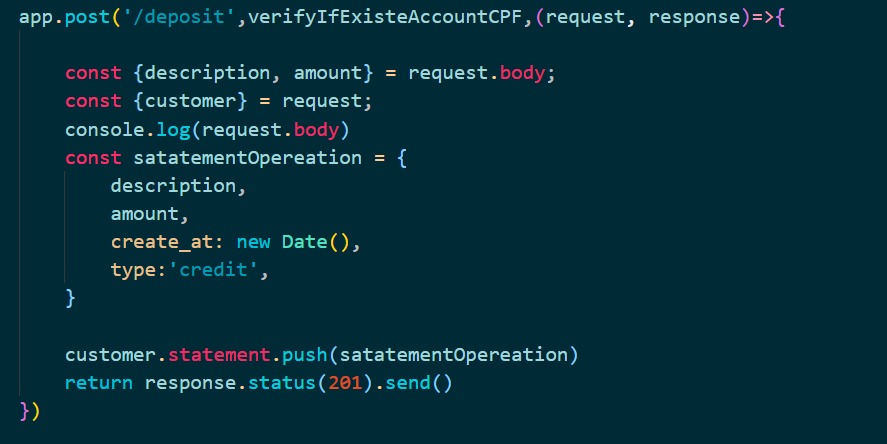 app.post('/deposit',verifyIfExisteAccountCPF,(request, response)=>{
const {description, amount} = request.body;
const {customer} = request;
console.log(request.body)
const satatementOpereation = {
description,
amount,
create_at: new Date(),
type:'credit',
}
customer.statement.push(satatementOpereation)
return response.status(201).send()
})